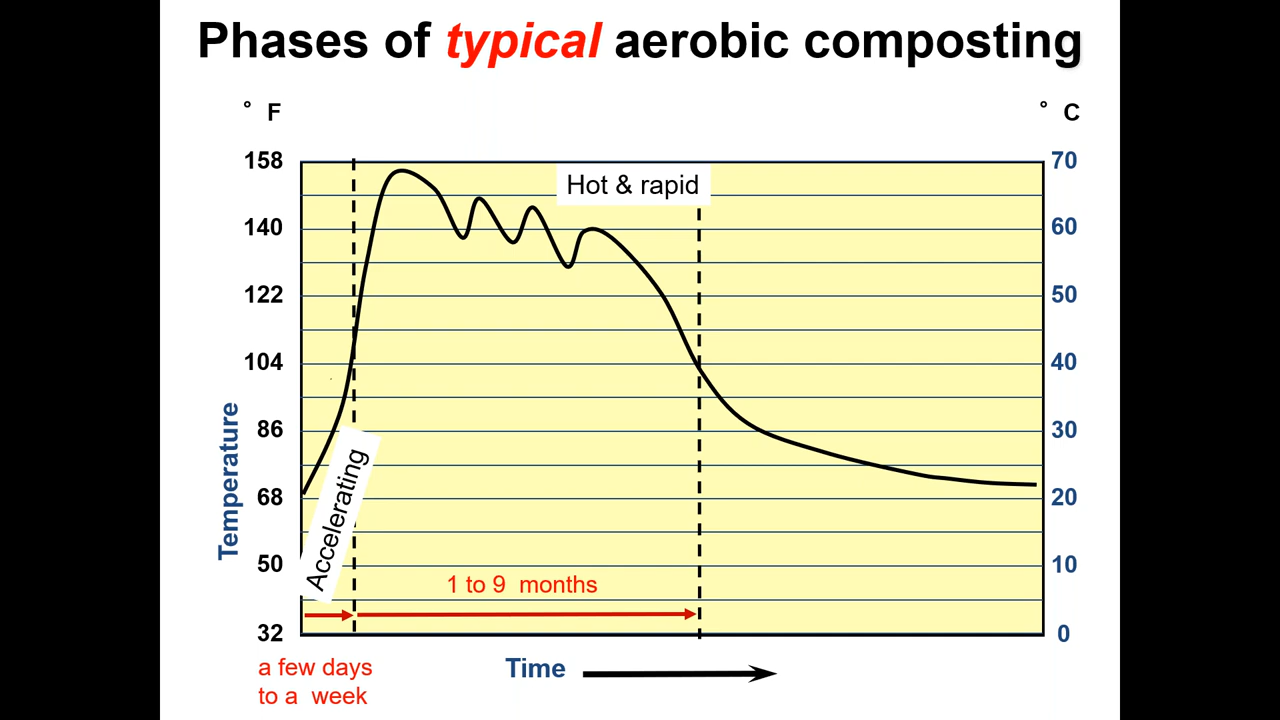 Phases of typical aerobic composting
° F
° C
158
70
Hot & rapid
140
60
122
50
104
40
86
30
Temperature
Accelerating
68
20
50
10
1 to 9 months
32
0
a few days
to a week
Time